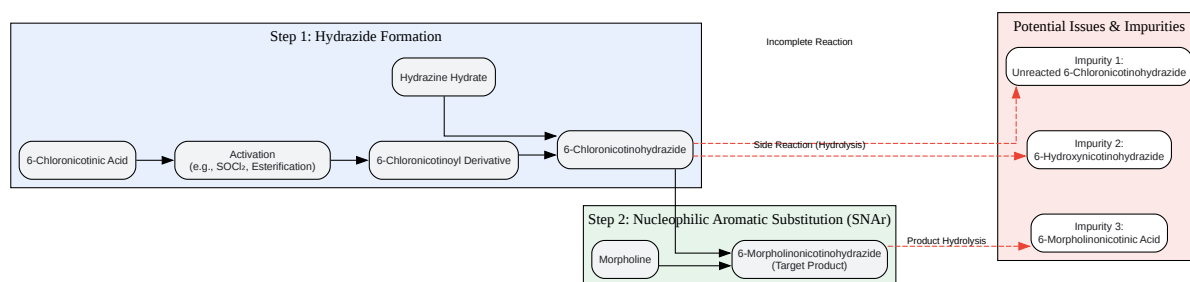 Step 1: Hydrazide Formation
Hydrazine Hydrate
6-Chloronicotinic Acid
Activation
(e.g., SOCl₂, Esterification)
6-Chloronicotinoyl Derivative
6-Chloronicotinohydrazide
Incomplete Reaction
Side Reaction (Hydrolysis)
Step 2: Nucleophilic Aromatic Substitution (SNAr)
Morpholine
6-Morpholinonicotinohydrazide
(Target Product)
Product Hydrolysis
Potential Issues & Impurities
Impurity 1:
Unreacted 6-Chloronicotinohydrazide
Impurity 2:
6-Hydroxynicotinohydrazide
Impurity 3:
6-Morpholinonicotinic Acid